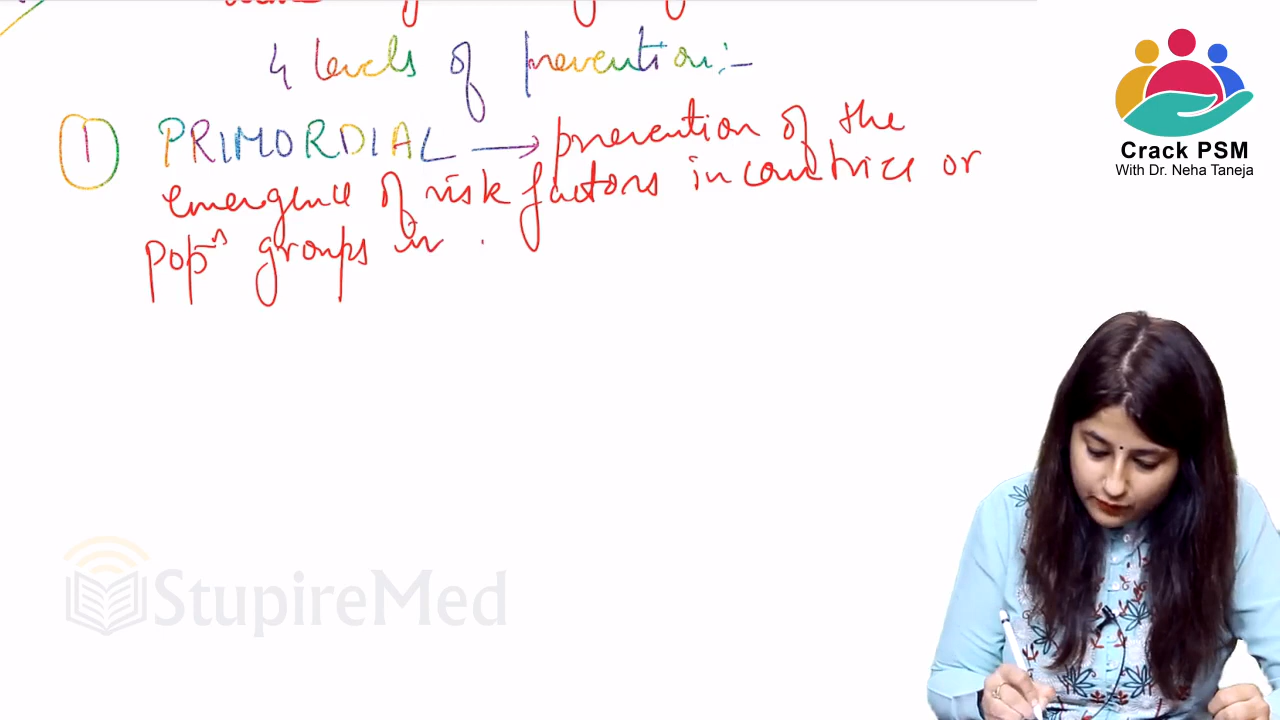 4 levels of prevention:-
① PRIMORDIAL → prevention of the
emergence of risk factors in countries or
popⁿ groups in
Crack PSM
With Dr. Neha Taneja
StupireMed